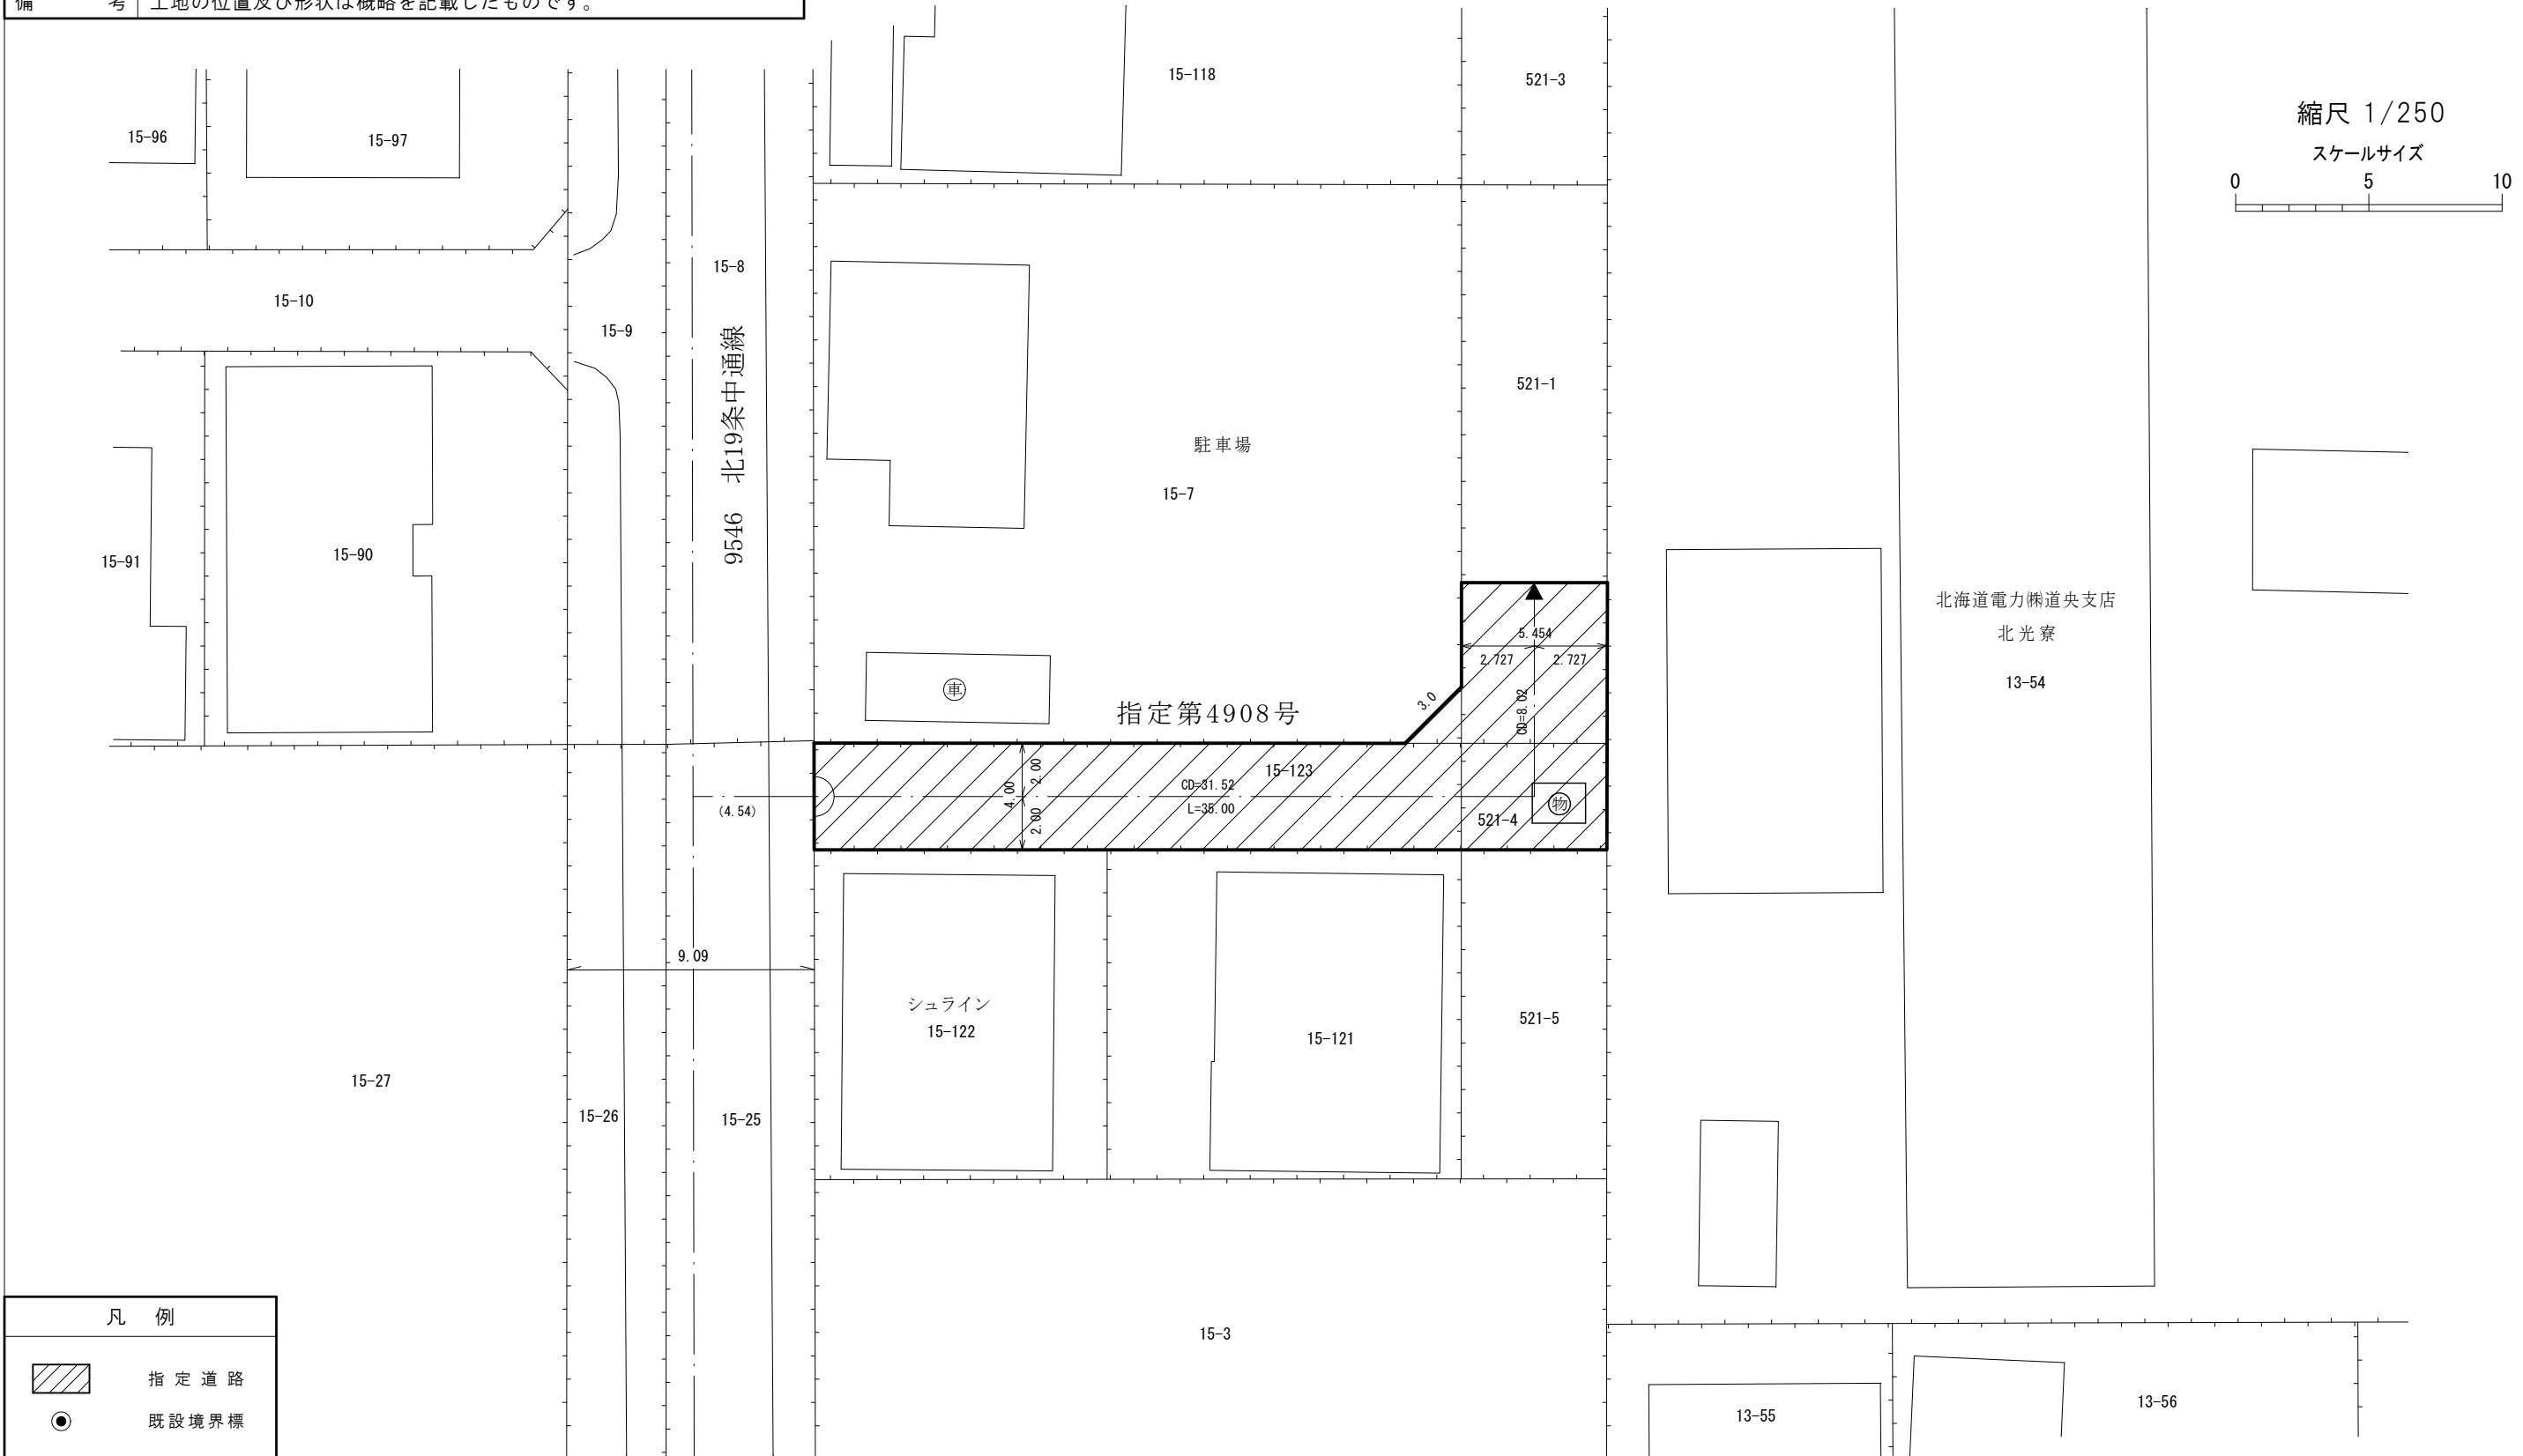 備考 土地の位置及び形状は概略を記載したものです。
15-118
521-3
縮尺 1/250
スケールサイズ
0 5 10
15-96
15-97
15-8
15-10
15-9
9546 北19条中通線
521-1
駐車場
15-7
15-91
15-90
北海道電力㈱道央支店
北光寮
13-54
5.454
2.727 2.727
車
指定第4908号
3.0
CD=8.02
15-123
CD=31.52
L=35.00
4.00
2.00
2.00
(4.54)
物
521-4
9.09
シュライン
15-122
15-121
521-5
15-27
15-26
15-25
15-3
凡例
指定道路
既設境界標
13-55
13-56